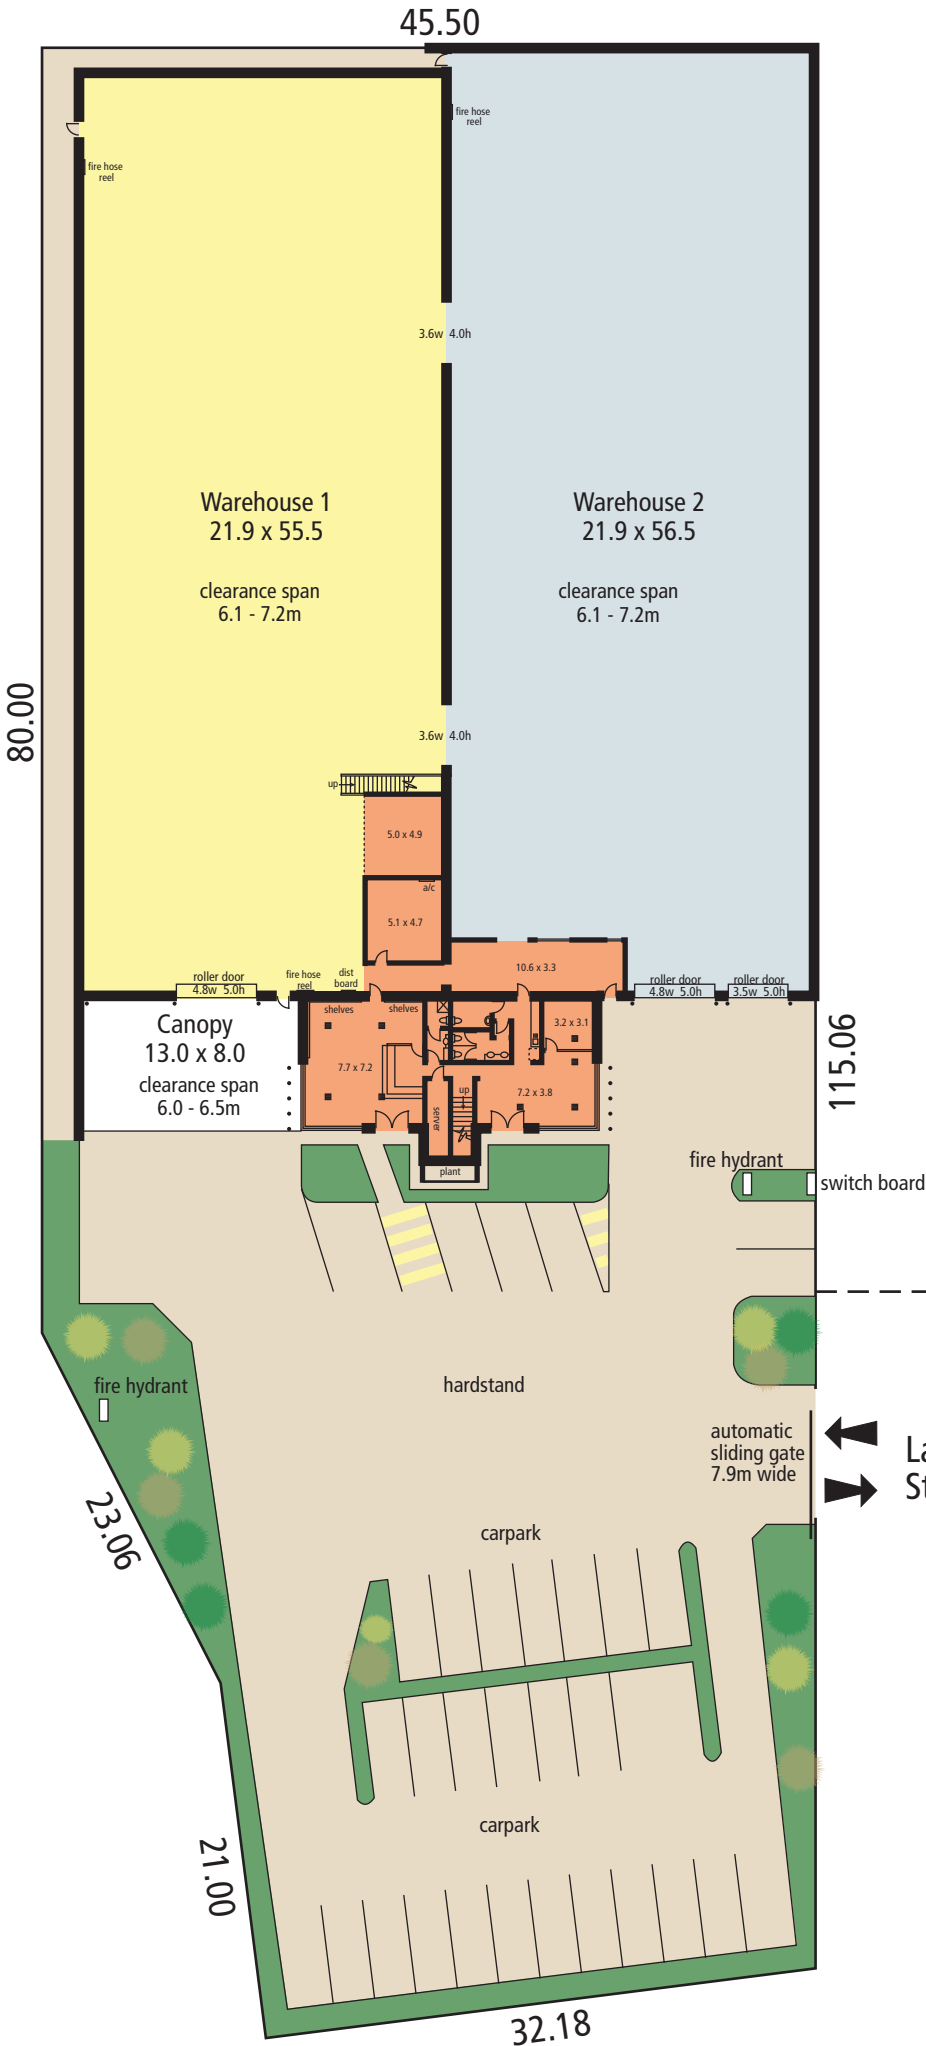 45.50
fire hose
reel
fire hose
reel
3.6w 4.0h
Warehouse 1
21.9 x 55.5
clearance span
6.1 - 7.2m
Warehouse 2
21.9 x 56.5
clearance span
6.1 - 7.2m
80.00
3.6w 4.0h
up
5.0 x 4.9
a/c
5.1 x 4.7
10.6 x 3.3
roller door
4.8w 5.0h
fire hose
reel
dist
board
roller door
4.8w 5.0h
roller door
3.5w 5.0h
Canopy
13.0 x 8.0
clearance span
6.0 - 6.5m
shelves
shelves
3.2 x 3.1
7.7 x 7.2
7.2 x 3.8
up
server
plant
115.06
fire hydrant
switch board
fire hydrant
hardstand
automatic
sliding gate
7.9m wide
La
St
23.06
carpark
carpark
21.00
32.18